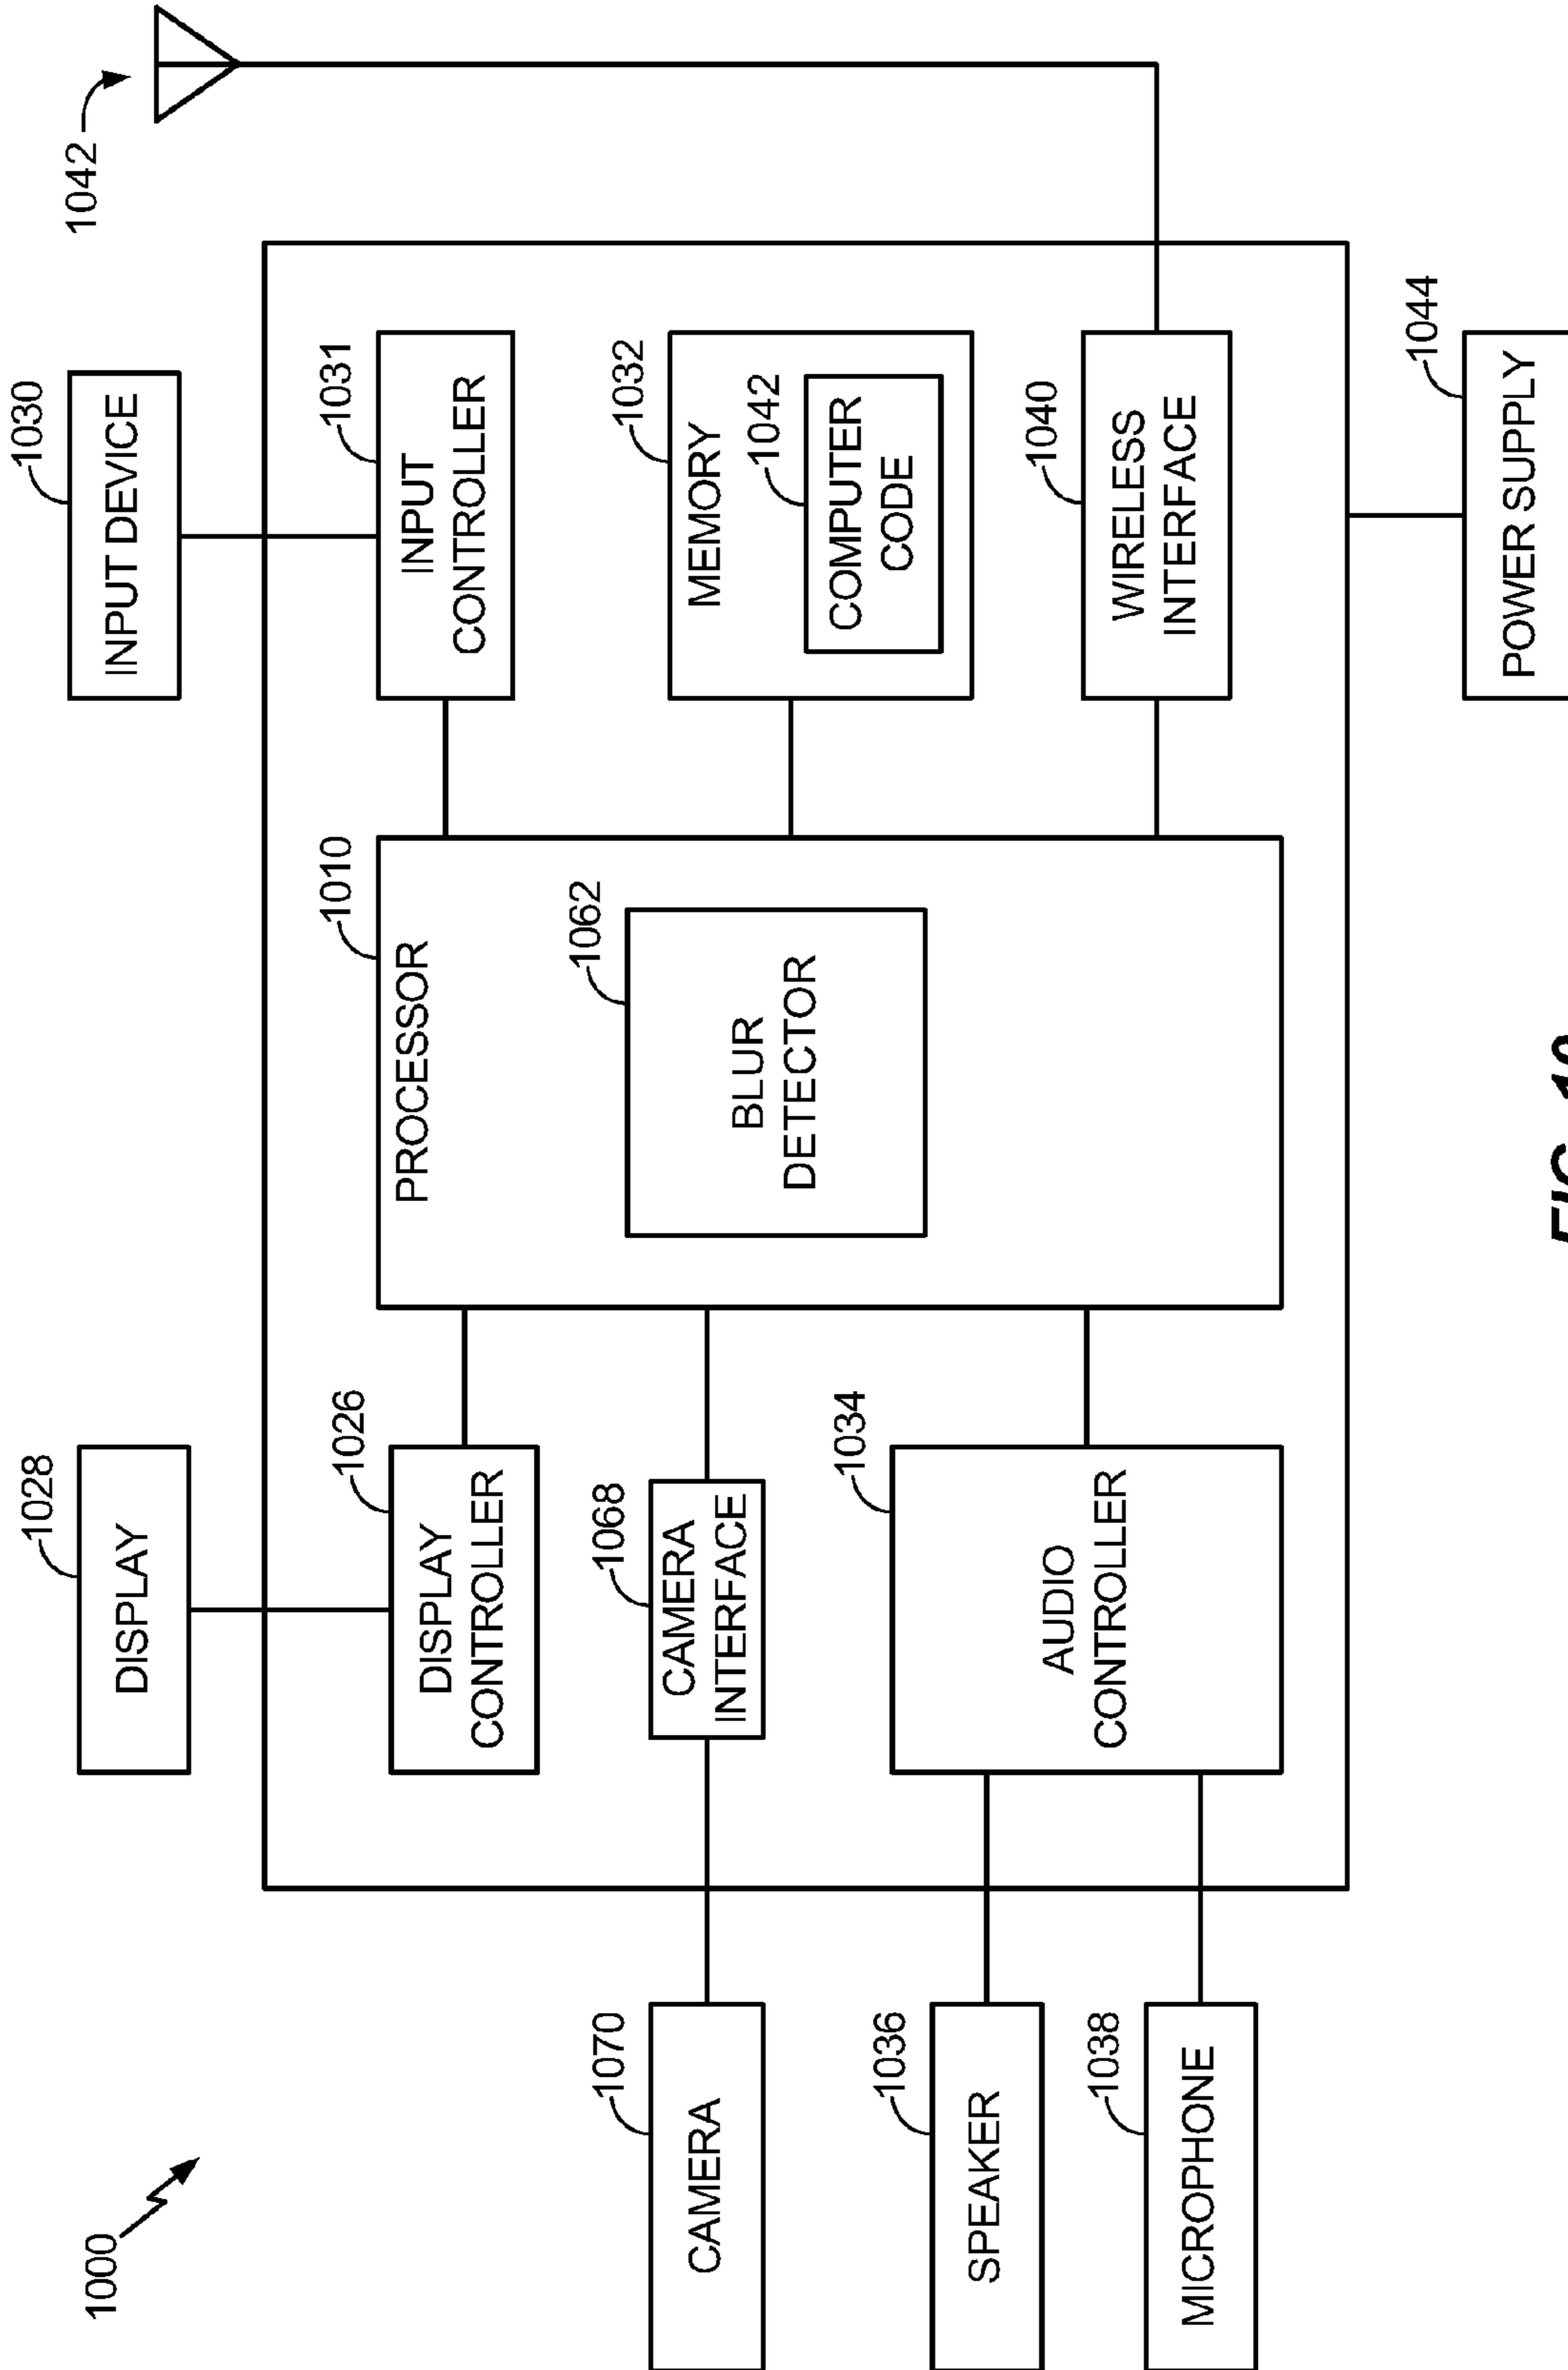 1000
1028
DISPLAY
1030
INPUT DEVICE
1042
1026
DISPLAY
CONTROLLER
1010
PROCESSOR
1031
INPUT
CONTROLLER
1070
CAMERA
1068
CAMERA
INTERFACE
1062
BLUR
DETECTOR
1032
MEMORY
1042
COMPUTER
CODE
1036
SPEAKER
1034
AUDIO
CONTROLLER
1038
MICROPHONE
1040
WIRELESS
INTERFACE
1044
POWER SUPPLY
FIG.